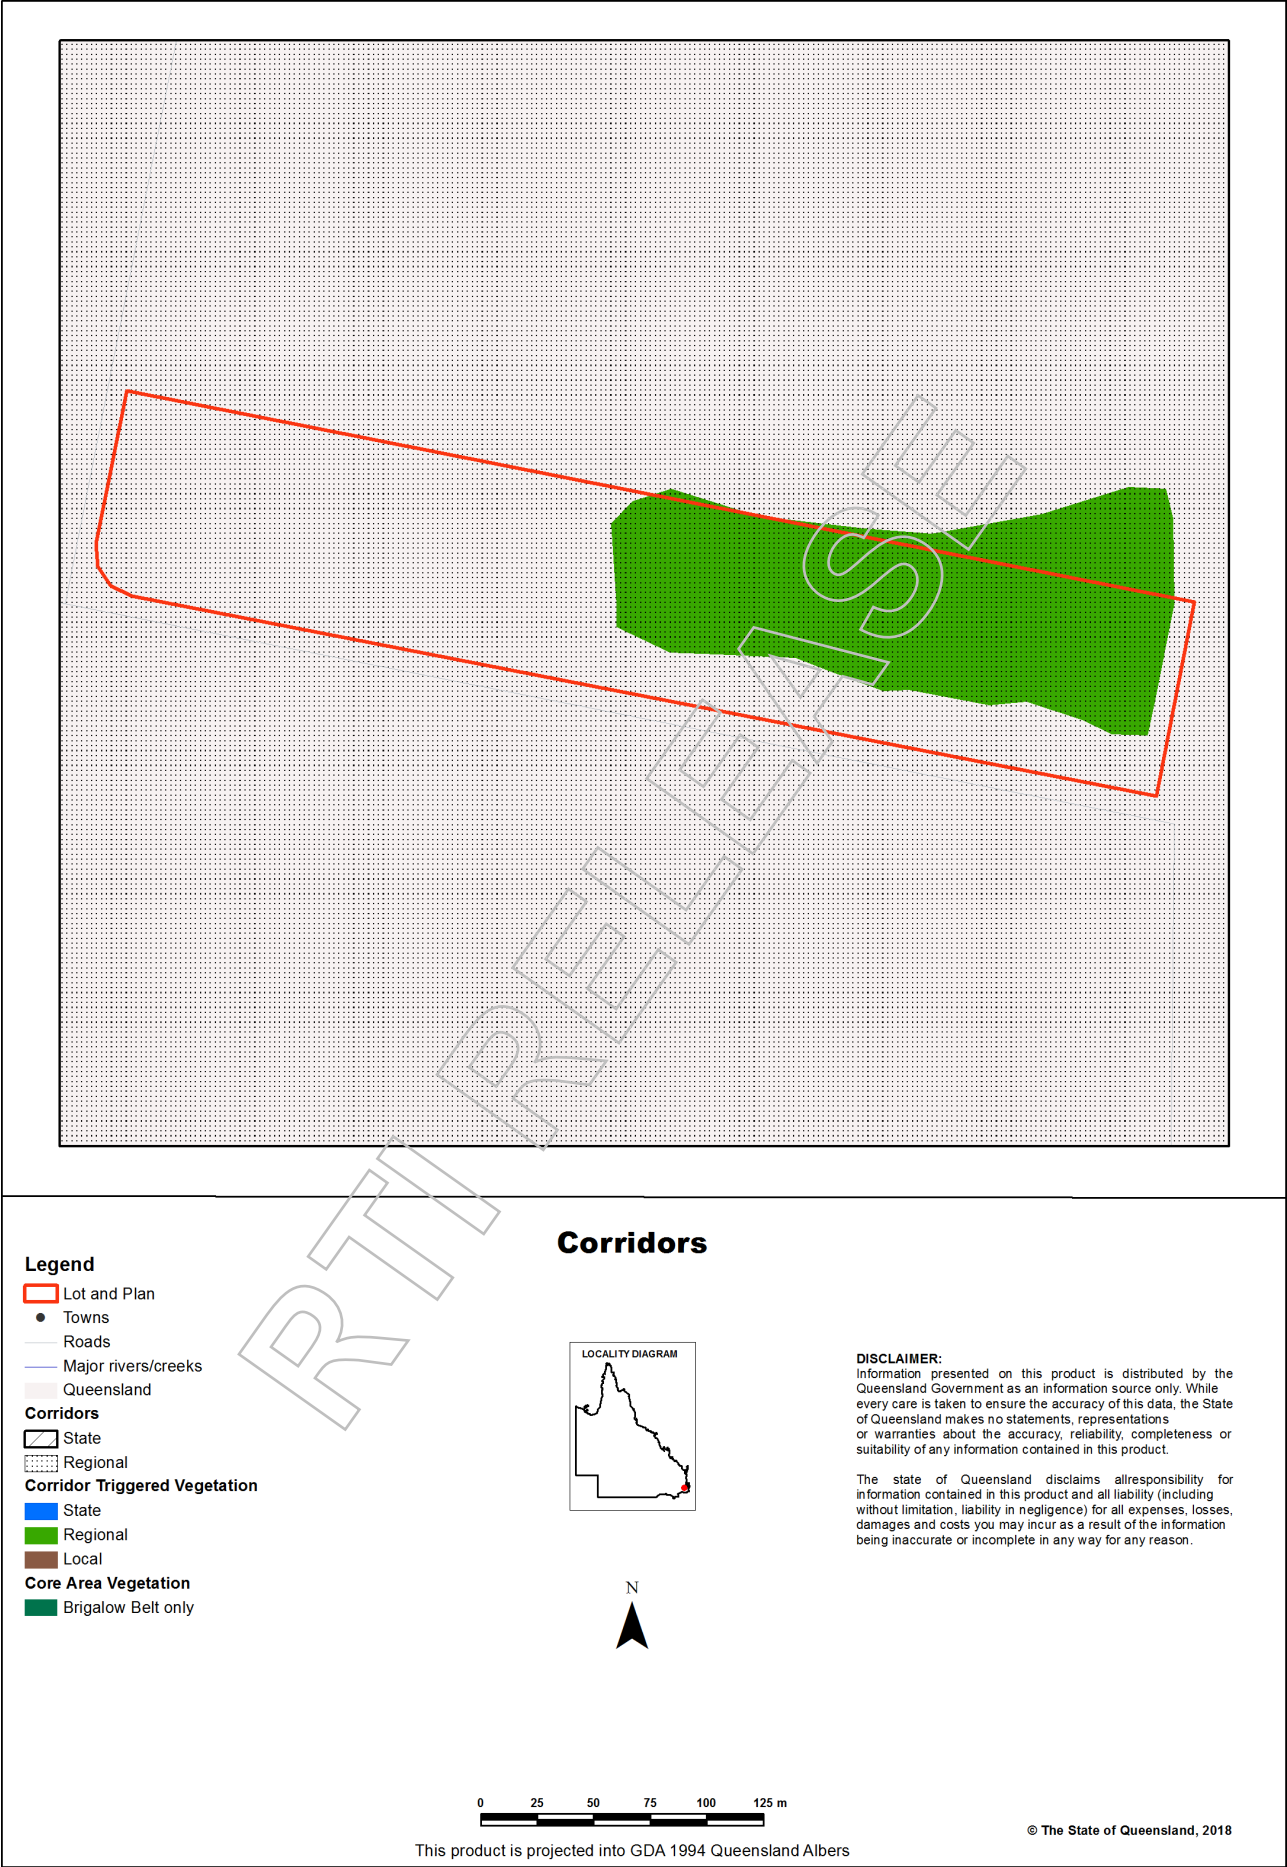 RTI RELEASE
Corridors
Legend
Lot and Plan
Towns
Roads
Major rivers/creeks
Queensland
Corridors
State
Regional
Corridor Triggered Vegetation
State
Regional
Local
Core Area Vegetation
Brigalow Belt only
LOCALITY DIAGRAM
N
DISCLAIMER:
Information presented on this product is distributed by the
Queensland Government as an information source only. While
every care is taken to ensure the accuracy of this data, the State
of Queensland makes no statements, representations
or warranties about the accuracy, reliability, completeness or
suitability of any information contained in this product.
The state of Queensland disclaims allresponsibility for
information contained in this product and all liability (including
without limitation, liability in negligence) for all expenses, losses,
damages and costs you may incur as a result of the information
being inaccurate or incomplete in any way for any reason.
0 25 50 75 100 125 m
This product is projected into GDA 1994 Queensland Albers
© The State of Queensland, 2018